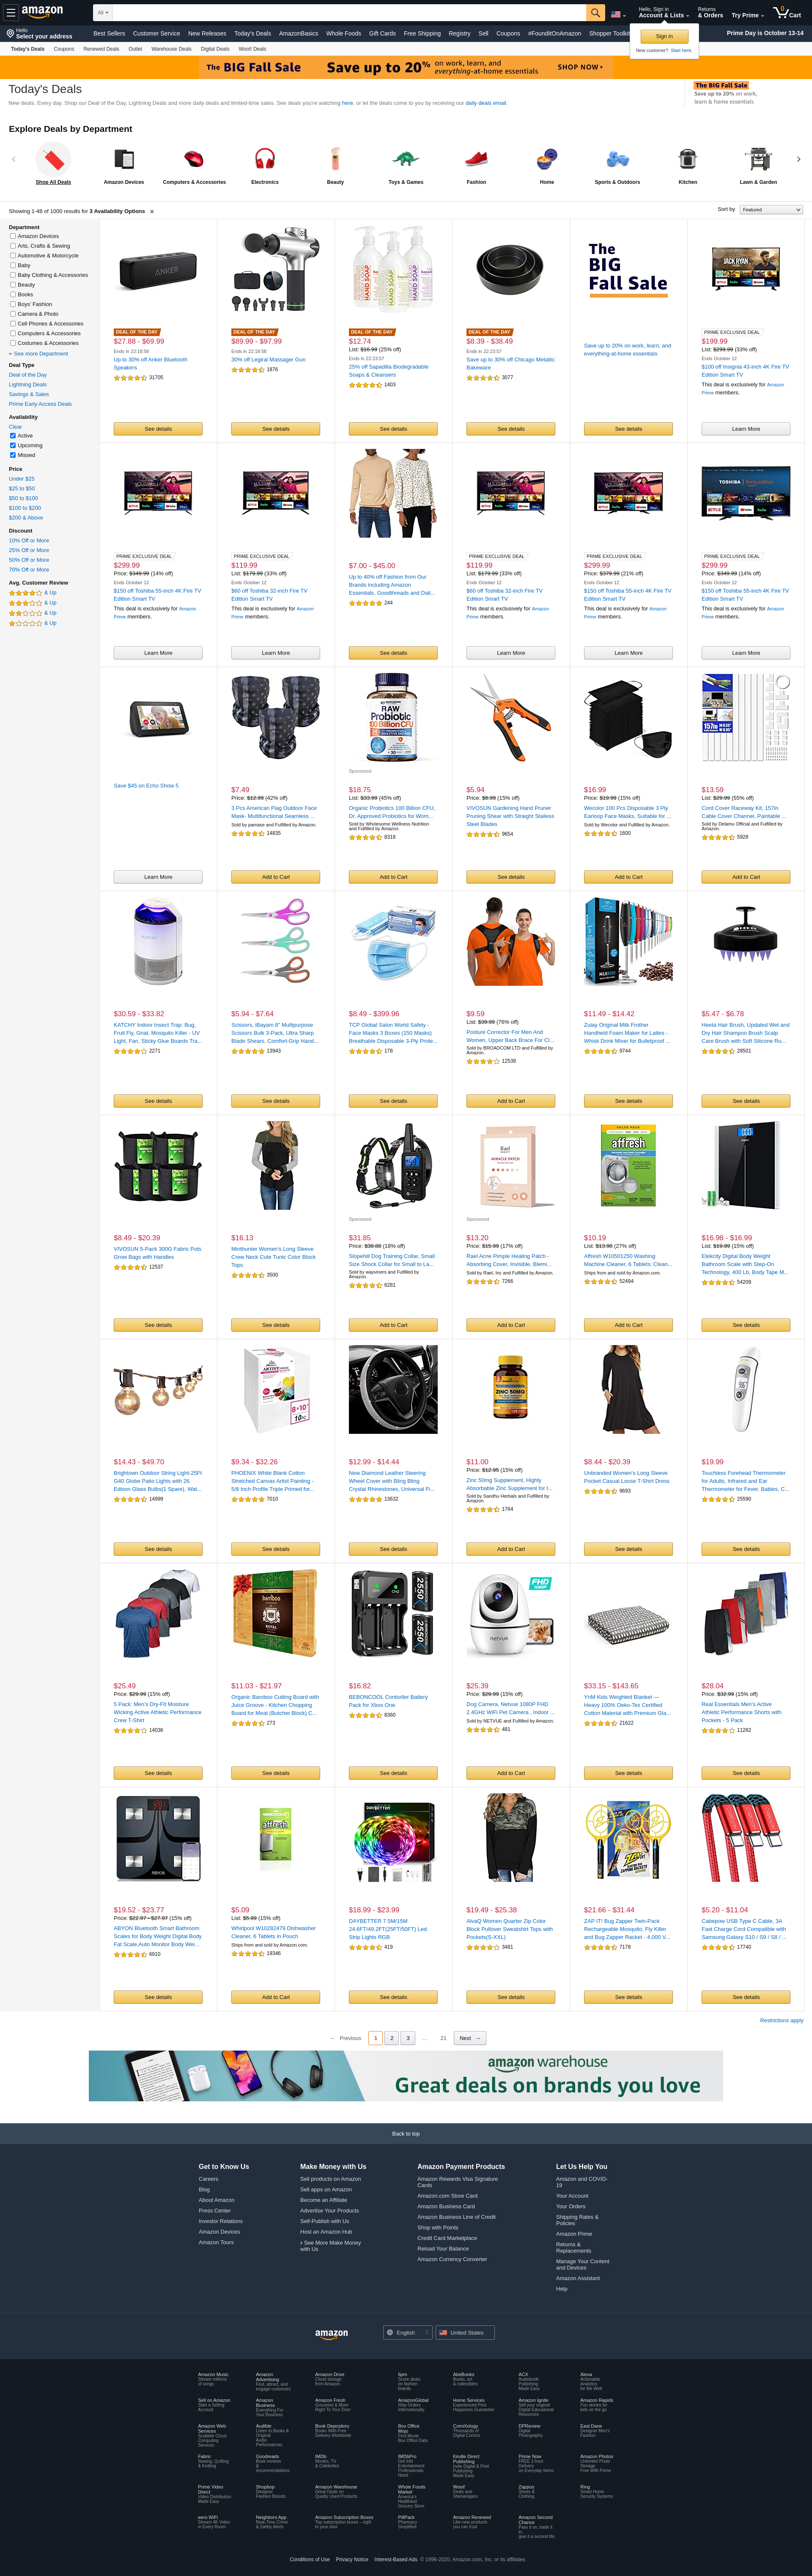 amazon
All
Hello, Sign in
Account & Lists
Returns
& Orders
Try Prime
0
Cart
Hello
Select your address
Best Sellers Customer Service New Releases Today's Deals AmazonBasics Whole Foods Gift Cards Free Shipping Registry Sell Coupons #FoundItOnAmazon Shopper Toolkit
Prime Day is October 13-14
Sign in
New customer? Start here.
Today's Deals Coupons Renewed Deals Outlet Warehouse Deals Digital Deals Woot! Deals
The BIG Fall Sale Save up to 20% on work, learn, and everything-at-home essentials SHOP NOW ›
Today's Deals
New deals. Every day. Shop our Deal of the Day, Lightning Deals and more daily deals and limited-time sales. See deals you're watching here, or let the deals come to you by receiving our daily deals email.
The BIG Fall Sale
Save up to 20% on work,
learn & home essentials
Explore Deals by Department
Shop All Deals
Amazon Devices
Computers & Accessories
Electronics
Beauty
Toys & Games
Fashion
Home
Sports & Outdoors
Kitchen
Lawn & Garden
Showing 1-48 of 1000 results for 3 Availability Options
Sort by Featured
Department
Amazon Devices
Arts, Crafts & Sewing
Automotive & Motorcycle
Baby
Baby Clothing & Accessories
Beauty
Books
Boys' Fashion
Camera & Photo
Cell Phones & Accessories
Computers & Accessories
Costumes & Accessories
See more Department
Deal Type
Deal of the Day
Lightning Deals
Savings & Sales
Prime Early Access Deals
Availability
Clear
Active
Upcoming
Missed
Price
Under $25
$25 to $50
$50 to $100
$100 to $200
$200 & Above
Discount
10% Off or More
25% Off or More
50% Off or More
70% Off or More
Avg. Customer Review
& Up
& Up
& Up
& Up
DEAL OF THE DAY
$27.88 - $69.99
Ends in 22:18:58
Up to 30% off Anker Bluetooth
Speakers
31705
See details
DEAL OF THE DAY
$89.99 - $97.99
Ends in 22:18:58
30% off Legiral Massager Gun
1876
See details
DEAL OF THE DAY
$12.74
List: $16.99 (25% off)
Ends in 22:23:57
25% off Sapadilla Biodegradable
Soaps & Cleansers
1403
See details
DEAL OF THE DAY
$8.39 - $38.49
Ends in 22:23:57
Save up to 30% off Chicago Metallic
Bakeware
3077
See details
The
BIG
Fall Sale
Save up to 20% on work, learn, and
everything-at-home essentials
See details
PRIME EXCLUSIVE DEAL
$199.99
List: $299.99 (33% off)
Ends October 12
$100 off Insignia 43-inch 4K Fire TV
Edition Smart TV
This deal is exclusively for Amazon
Prime members.
Learn More
PRIME EXCLUSIVE DEAL
$299.99
Price: $349.99 (14% off)
Ends October 12
$150 off Toshiba 55-inch 4K Fire TV
Edition Smart TV
This deal is exclusively for Amazon
Prime members.
Learn More
PRIME EXCLUSIVE DEAL
$119.99
List: $179.99 (33% off)
Ends October 12
$60 off Toshiba 32-inch Fire TV
Edition Smart TV
This deal is exclusively for Amazon
Prime members.
Learn More
$7.00 - $45.00
Up to 40% off Fashion from Our
Brands including Amazon
Essentials, Goodthreads and Dail...
244
See details
PRIME EXCLUSIVE DEAL
$119.99
List: $179.99 (33% off)
Ends October 12
$60 off Toshiba 32-inch Fire TV
Edition Smart TV
This deal is exclusively for Amazon
Prime members.
Learn More
PRIME EXCLUSIVE DEAL
$299.99
Price: $379.99 (21% off)
Ends October 12
$150 off Toshiba 55-inch 4K Fire TV
Edition Smart TV
This deal is exclusively for Amazon
Prime members.
Learn More
PRIME EXCLUSIVE DEAL
$299.99
Price: $349.99 (14% off)
Ends October 12
$150 off Toshiba 55-inch 4K Fire TV
Edition Smart TV
This deal is exclusively for Amazon
Prime members.
Learn More
Save $45 on Echo Show 5
Learn More
$7.49
Price: $12.99 (42% off)
3 Pcs American Flag Outdoor Face
Mask- Multifunctional Seamless ...
Sold by pamase and Fulfilled by Amazon.
14835
Add to Cart
Sponsored
$18.75
List: $33.99 (45% off)
Organic Probiotics 100 Billion CFU,
Dr. Approved Probiotics for Wom...
Sold by Wholesome Wellness Nutrition
and Fulfilled by Amazon.
8318
Add to Cart
$5.94
Price: $6.99 (15% off)
VIVOSUN Gardening Hand Pruner
Pruning Shear with Straight Stailess
Steel Blades
9654
See details
$16.99
Price: $19.99 (15% off)
Wecolor 100 Pcs Disposable 3 Ply
Earloop Face Masks, Suitable for ...
Sold by Wecolor and Fulfilled by Amazon.
1600
Add to Cart
$13.59
List: $29.99 (55% off)
Cord Cover Raceway Kit, 157in
Cable Cover Channel, Paintable ...
Sold by Delamu Official and Fulfilled by
Amazon.
5928
Add to Cart
$30.59 - $33.82
KATCHY Indoor Insect Trap: Bug,
Fruit Fly, Gnat, Mosquito Killer - UV
Light, Fan, Sticky Glue Boards Tra...
2271
See details
$5.94 - $7.64
Scissors, iBayam 8" Multipurpose
Scissors Bulk 3-Pack, Ultra Sharp
Blade Shears, Comfort-Grip Hand...
13943
See details
$8.49 - $399.96
TCP Global Salon World Safety -
Face Masks 3 Boxes (150 Masks)
Breathable Disposable 3-Ply Prote...
178
See details
$9.59
List: $39.99 (76% off)
Posture Corrector For Men And
Women, Upper Back Brace For Cl...
Sold by BROADCOM LTD and Fulfilled by
Amazon.
12539
Add to Cart
$11.49 - $14.42
Zulay Original Milk Frother
Handheld Foam Maker for Lattes -
Whisk Drink Mixer for Bulletproof ...
9744
See details
$5.47 - $6.78
Heeta Hair Brush, Updated Wet and
Dry Hair Shampoo Brush Scalp
Care Brush with Soft Silicone Ru...
28501
See details
$8.49 - $20.39
VIVOSUN 5-Pack 300G Fabric Pots
Grow Bags with Handles
12537
See details
$16.13
Minthunter Women's Long Sleeve
Crew Neck Cute Tunic Color Block
Tops
3500
See details
Sponsored
$31.85
Price: $38.88 (18% off)
Slopehill Dog Training Collar, Small
Size Shock Collar for Small to La...
Sold by wayviners and Fulfilled by
Amazon.
6281
Add to Cart
Sponsored
$13.20
Price: $15.99 (17% off)
Rael Acne Pimple Healing Patch -
Absorbing Cover, Invisible, Blemi...
Sold by Rael, Inc and Fulfilled by Amazon.
7266
Add to Cart
$10.19
List: $13.98 (27% off)
Affresh W10501250 Washing
Machine Cleaner, 6 Tablets: Clean...
Ships from and sold by Amazon.com.
52494
Add to Cart
$16.98 - $16.99
List: $19.99 (15% off)
Etekcity Digital Body Weight
Bathroom Scale with Step-On
Technology, 400 Lb, Body Tape M...
54209
See details
$14.43 - $49.70
Brightown Outdoor String Light-25Ft
G40 Globe Patio Lights with 26
Edison Glass Bulbs(1 Spare), Wat...
14999
See details
$9.34 - $32.26
PHOENIX White Blank Cotton
Stretched Canvas Artist Painting -
5/8 Inch Profile Triple Primed for...
7010
See details
$12.99 - $14.44
New Diamond Leather Steering
Wheel Cover with Bling Bling
Crystal Rhinestones, Universal Fi...
13632
See details
$11.00
Price: $12.95 (15% off)
Zinc 50mg Supplement, Highly
Absorbable Zinc Supplement for I...
Sold by Sandhu Herbals and Fulfilled by
Amazon.
1764
Add to Cart
$8.44 - $20.39
Unbranded Women's Long Sleeve
Pocket Casual Loose T-Shirt Dress
9693
See details
$19.99
Touchless Forehead Thermometer
for Adults, Infrared and Ear
Thermometer for Fever, Babies, C...
25590
See details
$25.49
Price: $29.99 (15% off)
5 Pack: Men's Dry-Fit Moisture
Wicking Active Athletic Performance
Crew T-Shirt
14036
See details
$11.03 - $21.97
Organic Bamboo Cutting Board with
Juice Groove - Kitchen Chopping
Board for Meat (Butcher Block) C...
273
See details
$16.82
BEBONCOOL Contorller Battery
Pack for Xbox One
8360
See details
$25.39
Price: $29.99 (15% off)
Dog Camera, Netvue 1080P FHD
2.4GHz WiFi Pet Camera , Indoor ...
Sold by NETVUE and Fulfilled by Amazon.
481
Add to Cart
$33.15 - $143.65
YnM Kids Weighted Blanket —
Heavy 100% Oeko-Tex Certified
Cotton Material with Premium Gla...
21622
See details
$28.04
Price: $32.99 (15% off)
Real Essentials Men's Active
Athletic Performance Shorts with
Pockets - 5 Pack
11282
See details
$19.52 - $23.77
Price: $22.97 - $27.97 (15% off)
ABYON Bluetooth Smart Bathroom
Scales for Body Weight Digital Body
Fat Scale,Auto Monitor Body Wei...
6910
See details
$5.09
List: $5.99 (15% off)
Whirlpool W10282479 Dishwasher
Cleaner, 6 Tablets in Pouch
Ships from and sold by Amazon.com.
19346
Add to Cart
$18.99 - $23.99
DAYBETTER 7.5M/15M
24.6FT/49.2FT(25FT/50FT) Led
Strip Lights RGB
419
See details
$19.49 - $25.38
AlvaQ Women Quarter Zip Color
Block Pullover Sweatshirt Tops with
Pockets(S-XXL)
3481
See details
$21.66 - $31.44
ZAP IT! Bug Zapper Twin-Pack
Rechargeable Mosquito, Fly Killer
and Bug Zapper Racket - 4,000 V...
7178
See details
$5.20 - $11.04
Cabepow USB Type C Cable, 3A
Fast Charge Cord Compatible with
Samsung Galaxy S10 / S9 / S8 / ...
17740
See details
Restrictions apply
← Previous 1 2 3 ... 21 Next →
amazon warehouse
Great deals on brands you love
Back to top
Get to Know Us
Careers
Blog
About Amazon
Press Center
Investor Relations
Amazon Devices
Amazon Tours
Make Money with Us
Sell products on Amazon
Sell apps on Amazon
Become an Affiliate
Advertise Your Products
Self-Publish with Us
Host an Amazon Hub
› See More Make Money
with Us
Amazon Payment Products
Amazon Rewards Visa Signature
Cards
Amazon.com Store Card
Amazon Business Card
Amazon Business Line of Credit
Shop with Points
Credit Card Marketplace
Reload Your Balance
Amazon Currency Converter
Let Us Help You
Amazon and COVID-
19
Your Account
Your Orders
Shipping Rates &
Policies
Amazon Prime
Returns &
Replacements
Manage Your Content
and Devices
Amazon Assistant
Help
amazon
English
United States
Conditions of Use Privacy Notice Interest-Based Ads © 1996-2020, Amazon.com, Inc. or its affiliates